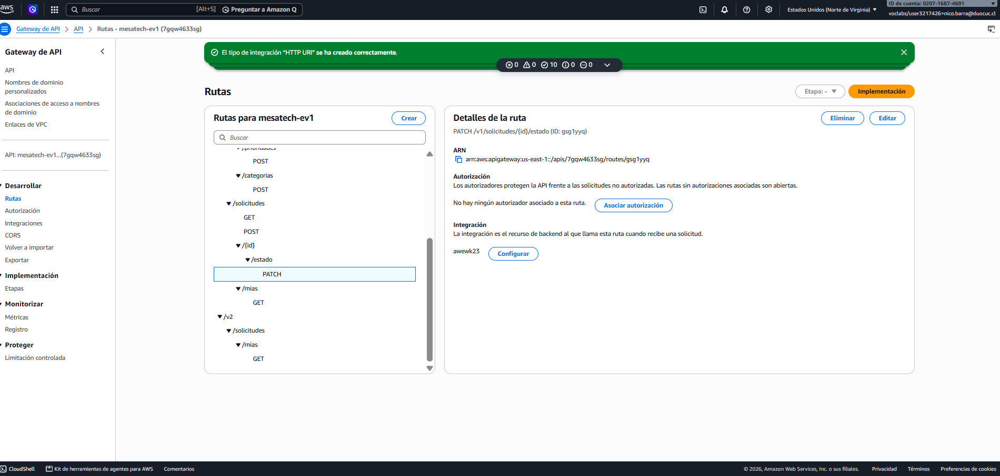 aws
Buscar
[Alt+S]
Preguntar a Amazon Q
Estados Unidos (Norte de Virginia)
ID de cuenta: 0207-1687-4691
voclabs/user3217426=nico.barra@duocuc.cl
Gateway de API
API
Rutas - mesatech-ev1 (7gqw4633sg)
Gateway de API
API
Nombres de dominio
personalizados
Asociaciones de acceso a nombres
de dominio
Enlaces de VPC
API: mesatech-ev1...(7gqw4633sg)
Desarrollar
Rutas
Autorización
Integraciones
CORS
Volver a importar
Exportar
Implementación
Etapas
Monitorizar
Métricas
Registro
Proteger
Limitación controlada
El tipo de integración “HTTP URI” se ha creado correctamente.
0 0 10 0 0
Rutas
Etapa: -
Implementación
Rutas para mesatech-ev1
Crear
Buscar
/prioridades
POST
/categorias
POST
/solicitudes
GET
POST
/{id}
/estado
PATCH
/mias
GET
/v2
/solicitudes
/mias
GET
Detalles de la ruta
Eliminar
Editar
PATCH /v1/solicitudes/{id}/estado (ID: gsg1yyq)
ARN
arn:aws:apigateway:us-east-1::/apis/7gqw4633sg/routes/gsg1yyq
Autorización
Los autorizadores protegen la API frente a las solicitudes no autorizadas. Las rutas sin autorizaciones asociadas son abiertas.
No hay ningún autorizador asociado a esta ruta.
Asociar autorización
Integración
La integración es el recurso de backend al que llama esta ruta cuando recibe una solicitud.
awewk23
Configurar
CloudShell
Kit de herramientas de agentes para AWS
Comentarios
© 2026, Amazon Web Services, Inc. o sus filiales.
Privacidad
Términos
Preferencias de cookies